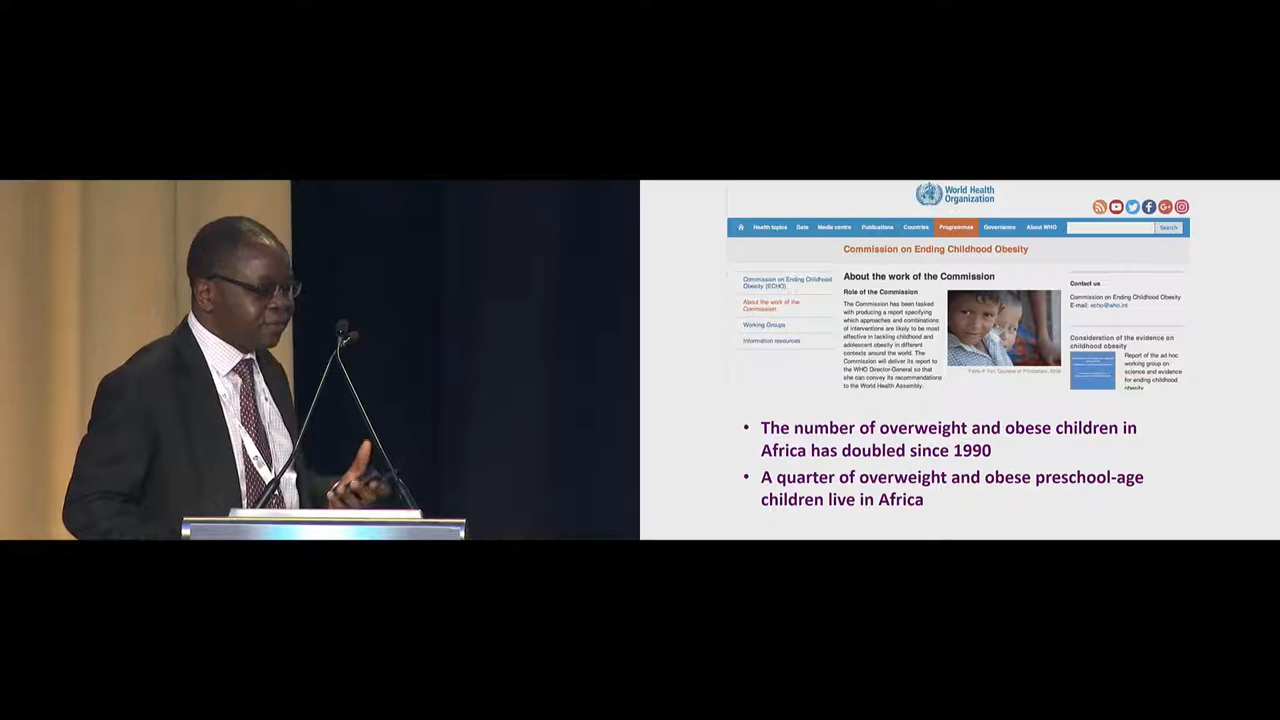 World Health
Organization
Health topics Data Media centre Publications Countries Programmes Governance About WHO Search
Commission on Ending Childhood Obesity
Commission on Ending Childhood
Obesity (ECHO)
About the work of the
Commission
Working Groups
Information resources
About the work of the Commission
Role of the Commission
The Commission has been tasked
with producing a report specifying
which approaches and combinations
of interventions are likely to be most
effective in tackling childhood and
adolescent obesity in different
contexts around the world. The
Commission will deliver its report to
the WHO Director-General so that
she can convey its recommendations
to the World Health Assembly.
Contact us
Commission on Ending Childhood Obesity
E-mail: echo@who.int
Consideration of the evidence on
childhood obesity
Report of the ad hoc
working group on
science and evidence
for ending childhood
obesity
• The number of overweight and obese children in
Africa has doubled since 1990
• A quarter of overweight and obese preschool-age
children live in Africa